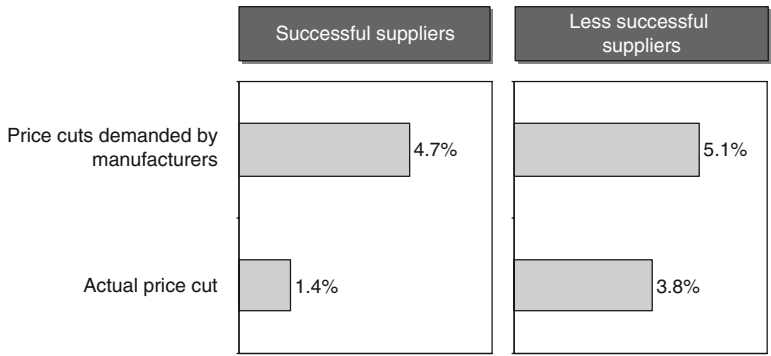 Successful suppliers
Less successful
suppliers
Price cuts demanded by
manufacturers
4.7%
5.1%
Actual price cut
1.4%
3.8%